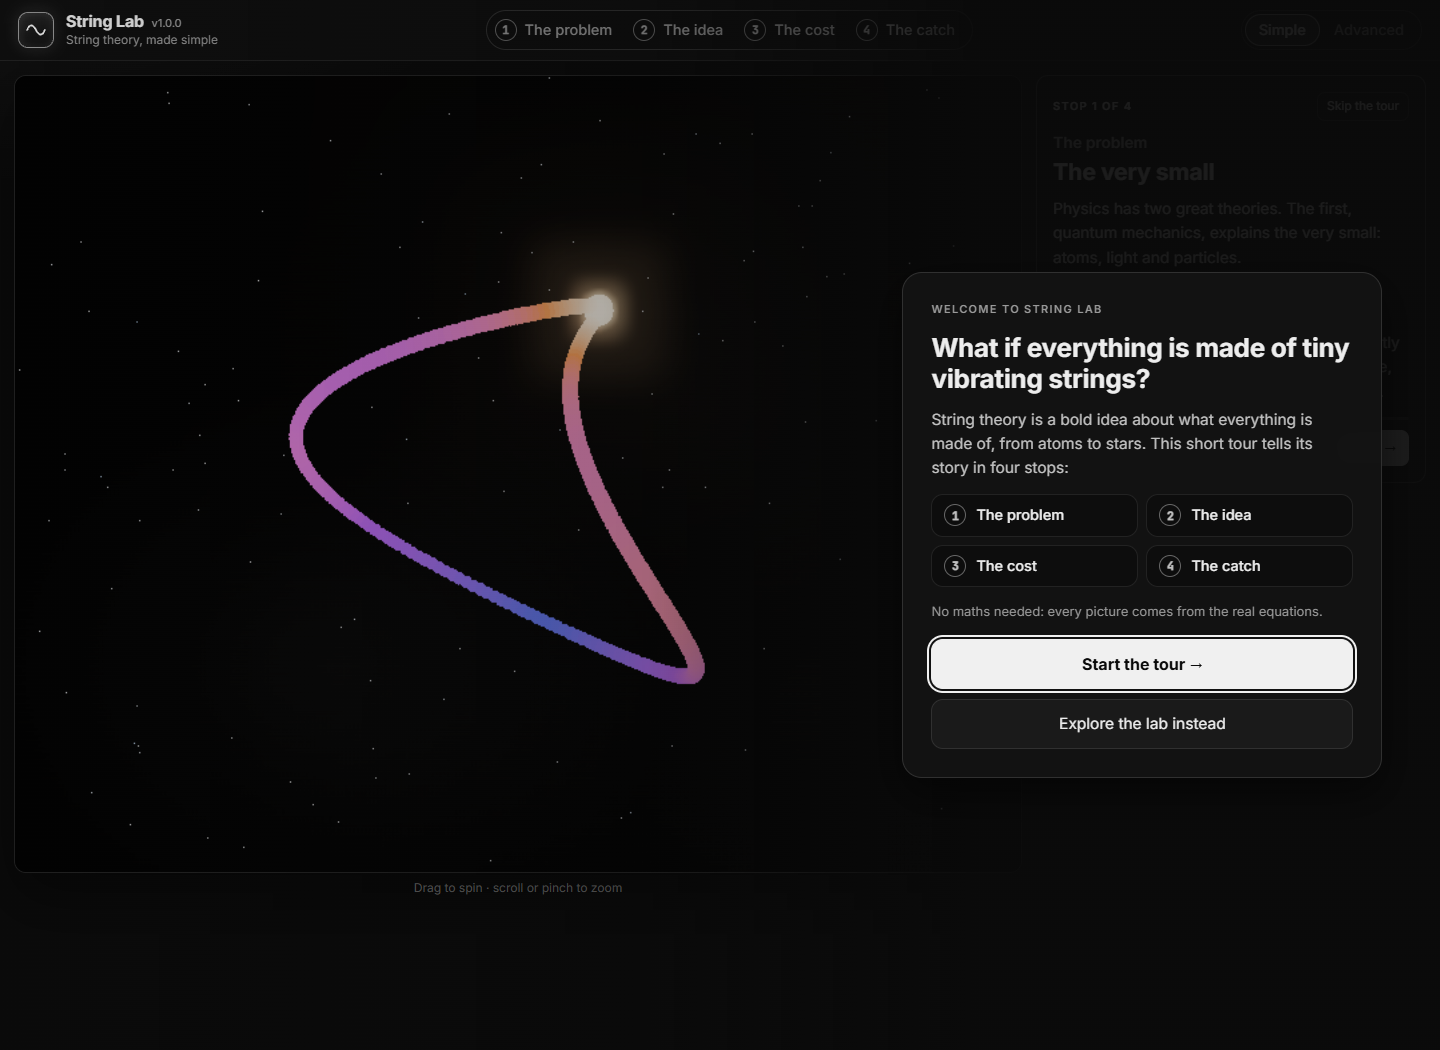 String Lab v1.0.0
String theory, made simple
1 The problem
2 The idea
3 The cost
4 The catch
Simple
Advanced
STOP 1 OF 4
Skip the tour
The problem
The very small
Physics has two great theories. The first,
quantum mechanics, explains the very small:
atoms, light and particles.
WELCOME TO STRING LAB
What if everything is made of tiny
vibrating strings?
String theory is a bold idea about what everything is
made of, from atoms to stars. This short tour tells its
story in four stops:
1 The problem
2 The idea
3 The cost
4 The catch
No maths needed: every picture comes from the real equations.
Start the tour →
Explore the lab instead
Drag to spin · scroll or pinch to zoom